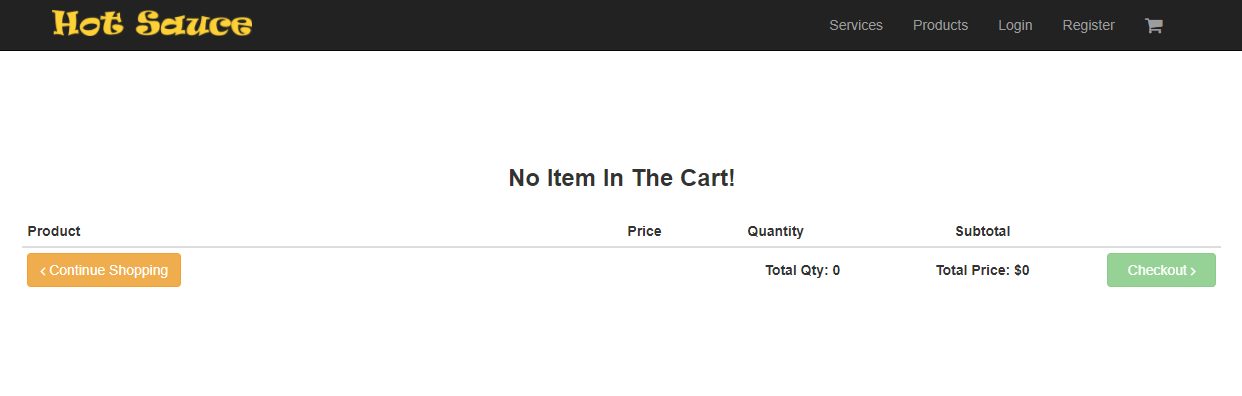 Hot Sauce Services Products Login Register
No Item In The Cart!
Product Price Quantity Subtotal
‹ Continue Shopping Total Qty: 0 Total Price: $0 Checkout ›